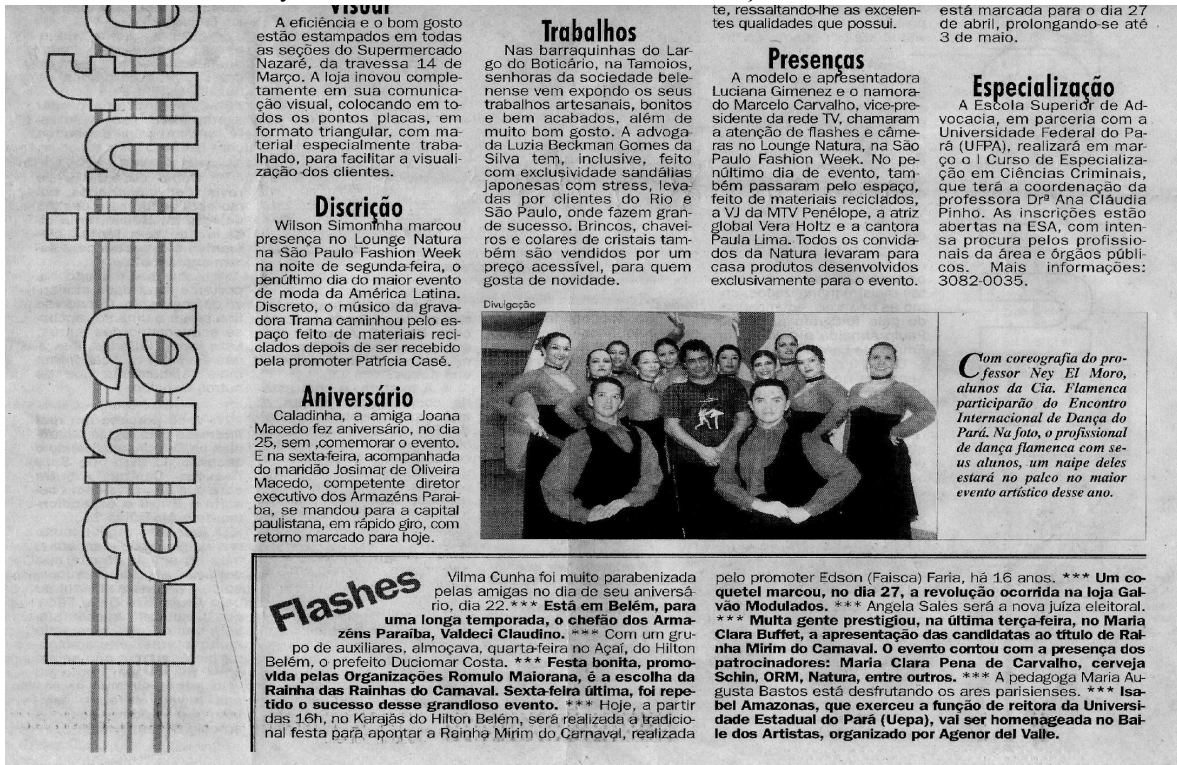 Lana info
Visual
A eficiência e o bom gosto
estão estampados em todas
as seções do Supermercado
Nazaré, da travessa 14 de
Março. A loja inovou comple-
tamente em sua comunica-
ção visual, colocando em to-
dos os pontos placas, em
formato triangular, com ma-
terial especialmente traba-
lhado, para facilitar a visuali-
zação dos clientes.
Discrição
Wilson Simoninha marcou
presença no Lounge Natura
na São Paulo Fashion Week
na noite de segunda-feira, o
penúltimo dia do maior evento
de moda da América Latina.
Discreto, o músico da grava-
dora Trama caminhou pelo es-
paço feito de materiais reci-
clados depois de ser recebido
pela promoter Patrícia Casé.
Aniversário
Caladinha, a amiga Joana
Macedo fez aniversário, no dia
25, sem comemorar o evento.
E na sexta-feira, acompanhada
do maridão Josimar de Oliveira
Macedo, competente diretor
executivo dos Armazéns Paraí-
ba, se mandou para a capital
paulistana, em rápido giro, com
retorno marcado para hoje.
Trabalhos
Nas barraquinhas do Lar-
go do Boticário, na Tamoios,
senhoras da sociedade bele-
nense vem expondo os seus
trabalhos artesanais, bonitos
e bem acabados, além de
muito bom gosto. A advoga-
da Luzia Beckman Gomes da
Silva tem, inclusive, feito
com exclusividade sandálias
japonesas com stress, leva-
das por clientes do Rio e
São Paulo, onde fazem gran-
de sucesso. Brincos, chavei-
ros e colares de cristais tam-
bém são vendidos por um
preço acessível, para quem
gosta de novidade.
te, ressaltando-lhe as excelen-
tes qualidades que possui.
Presenças
A modelo e apresentadora
Luciana Gimenez e o namora-
do Marcelo Carvalho, vice-pre-
sidente da rede TV, chamaram
a atenção de flashes e câme-
ras no Lounge Natura, na São
Paulo Fashion Week. No pe-
núltimo dia de evento, tam-
bém passaram pelo espaço,
feito de materiais reciclados,
a VJ da MTV Penélope, a atriz
global Vera Holtz e a cantora
Paula Lima. Todos os convida-
dos da Natura levaram para
casa produtos desenvolvidos
exclusivamente para o evento.
está marcada para o dia 27
de abril, prolongando-se até
3 de maio.
Especialização
A Escola Superior de Ad-
vocacia, em parceria com a
Universidade Federal do Pa-
rá (UFPA), realizará em mar-
ço o I Curso de Especializa-
ção em Ciências Criminais,
que terá a coordenação da
professora Drª Ana Cláudia
Pinho. As inscrições estão
abertas na ESA, com inten-
sa procura pelos profissio-
nais da área e órgãos públi-
cos. Mais informações:
3082-0035.
Divulgação
Com coreografia do pro-
fessor Ney El Moro,
alunos da Cia. Flamenca
participarão do Encontro
Internacional de Dança do
Pará. Na foto, o profissional
de dança flamenca com se-
us alunos, um naipe deles
estará no palco no maior
evento artístico desse ano.
Flashes
Vilma Cunha foi muito parabenizada
pelas amigas no dia de seu aniversá-
rio, dia 22.*** Está em Belém, para
uma longa temporada, o chefão dos Arma-
zéns Paraíba, Valdeci Claudino. *** Com um gru-
po de auxiliares, almoçava, quarta-feira no Açaí, do Hilton
Belém, o prefeito Duciomar Costa. *** Festa bonita, promo-
vida pelas Organizações Romulo Maiorana, é a escolha da
Rainha das Rainhas do Carnaval. Sexta-feira última, foi repe-
tido o sucesso desse grandioso evento. *** Hoje, a partir
das 16h, no Karajás do Hilton Belém, será realizada a tradicio-
nal festa para apontar a Rainha Mirim do Carnaval, realizada
pelo promoter Edson (Faisca) Faria, há 16 anos. *** Um co-
quetel marcou, no dia 27, a revolução ocorrida na loja Gal-
vão Modulados. *** Angela Sales será a nova juíza eleitoral.
*** Muita gente prestigiou, na última terça-feira, no Maria
Clara Buffet, a apresentação das candidatas ao título de Rai-
nha Mirim do Carnaval. O evento contou com a presença dos
patrocinadores: Maria Clara Pena de Carvalho, cerveja
Schin, ORM, Natura, entre outros. *** A pedagoga Maria Au-
gusta Bastos está desfrutando os ares parisienses. *** Isa-
bel Amazonas, que exerceu a função de reitora da Universi-
dade Estadual do Pará (Uepa), vai ser homenageada no Bai-
le dos Artistas, organizado por Agenor del Valle.